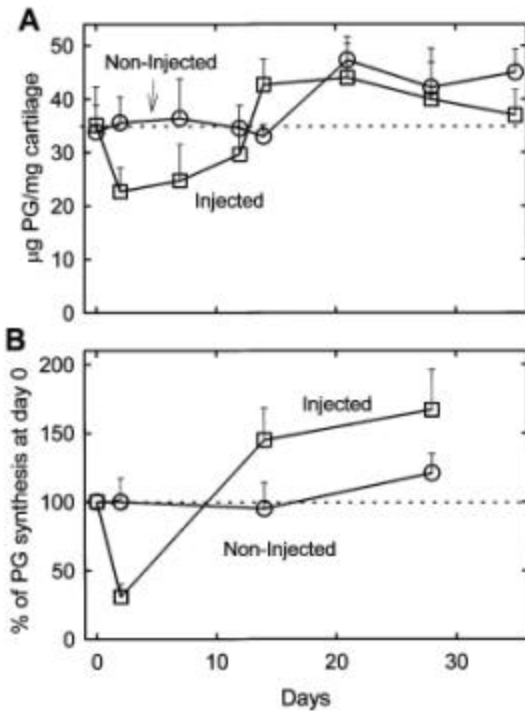 A
50
40
30
20
10
0
µg PG/mg cartilage
Non-Injected
Injected
B
200
150
100
50
0
% of PG synthesis at day 0
Injected
Non-Injected
0 10 20 30
Days